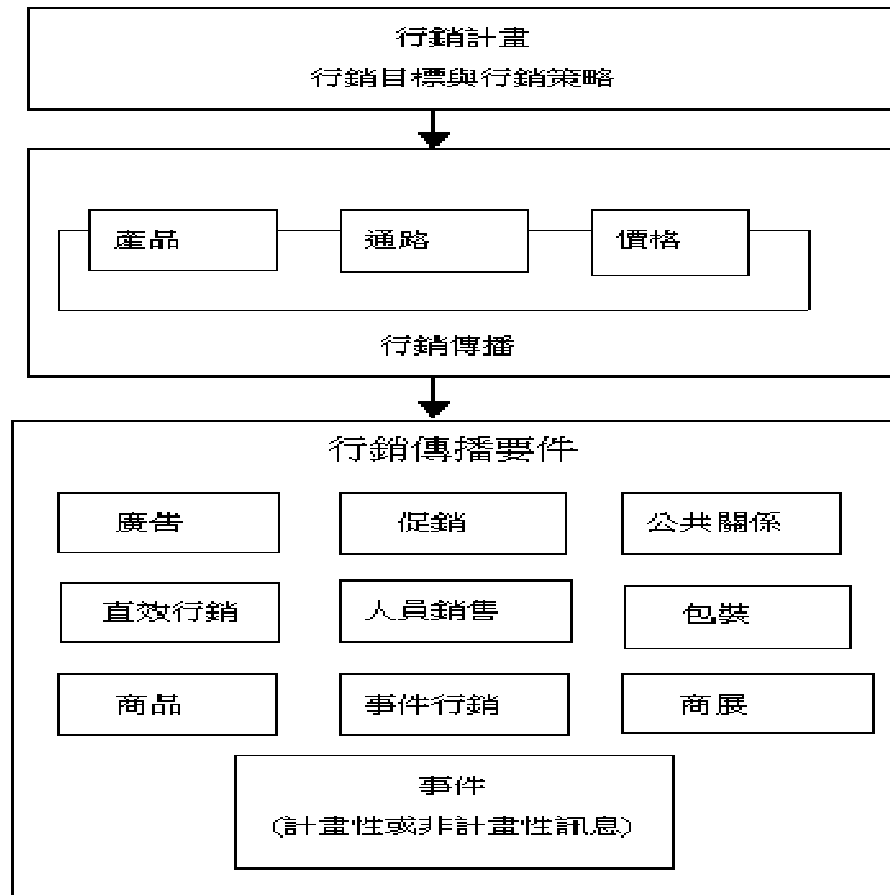 行銷計畫
行銷目標與行銷策略
產品
通路
價格
行銷傳播
行銷傳播要件
廣告
促銷
公共關係
直效行銷
人員銷售
包裝
商品
事件行銷
商展
事件
(計畫性或非計畫性訊息)